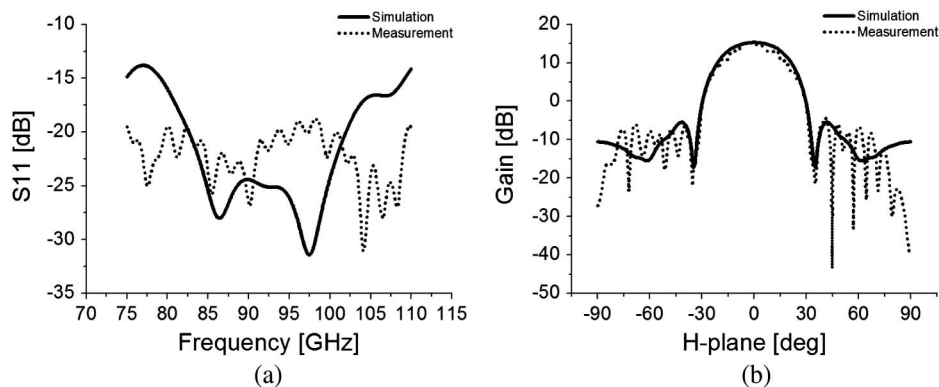 Simulation
Measurement
-10
-15
-20
-25
-30
-35
S11 [dB]
70 75 80 85 90 95 100 105 110 115
Frequency [GHz]
(a)
Simulation
Measurement
20
10
0
-10
-20
-30
-40
-50
Gain [dB]
-90 -60 -30 0 30 60 90
H-plane [deg]
(b)